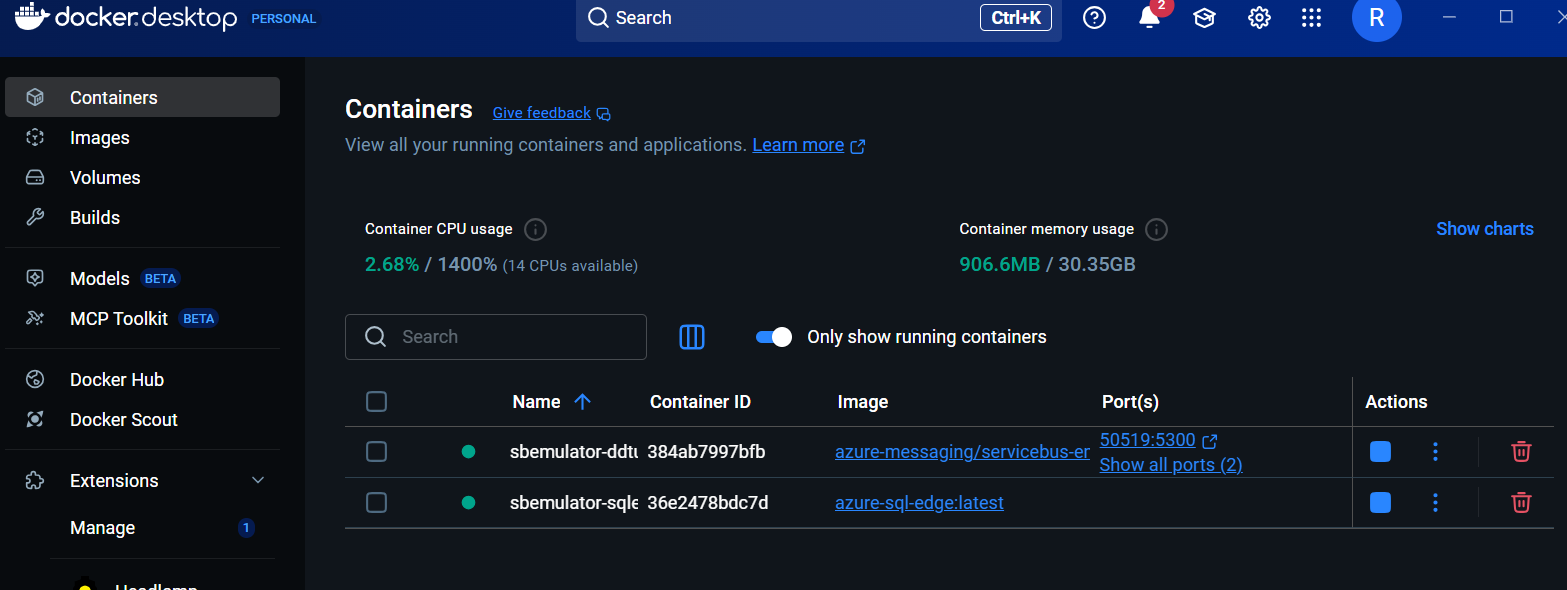 docker.desktop PERSONAL
Search
Ctrl+K
2
R
Containers
Images
Volumes
Builds
Models BETA
MCP Toolkit BETA
Docker Hub
Docker Scout
Extensions
Manage 1
Headlamp
Containers Give feedback
View all your running containers and applications. Learn more
Container CPU usage
2.68% / 1400% (14 CPUs available)
Container memory usage
906.6MB / 30.35GB
Show charts
Search
Only show running containers
Name Container ID Image Port(s) Actions
sbemulator-ddtu 384ab7997bfb azure-messaging/servicebus-er 50519:5300
Show all ports (2)
sbemulator-sqle 36e2478bdc7d azure-sql-edge:latest